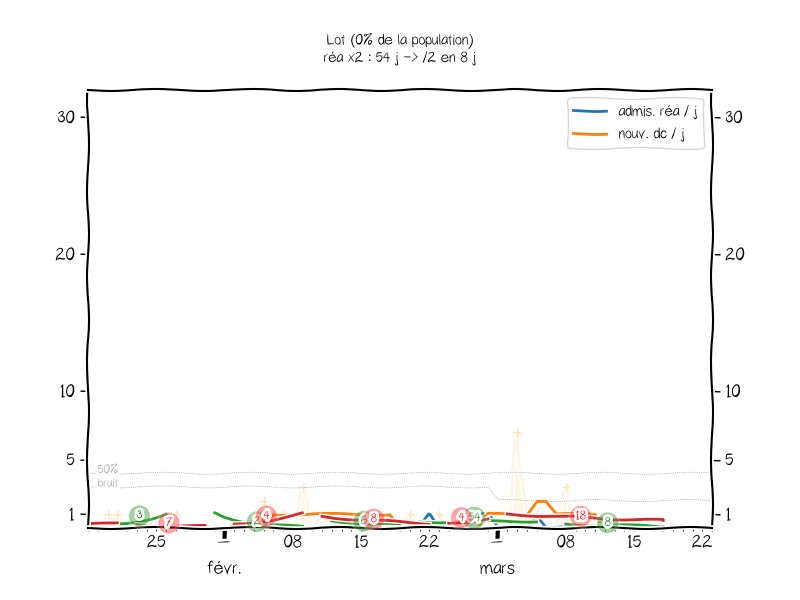 Lot (0% de la population)
réa x2 : 54 j -> /2 en 8 j
admis. réa / j
nouv. dc / j
30 30
20 20
10 10
5 5
1 1
50%
bruit
3 7 4 8 4 54 18 8
25 1 08 15 22 1 08 15 22
févr. mars